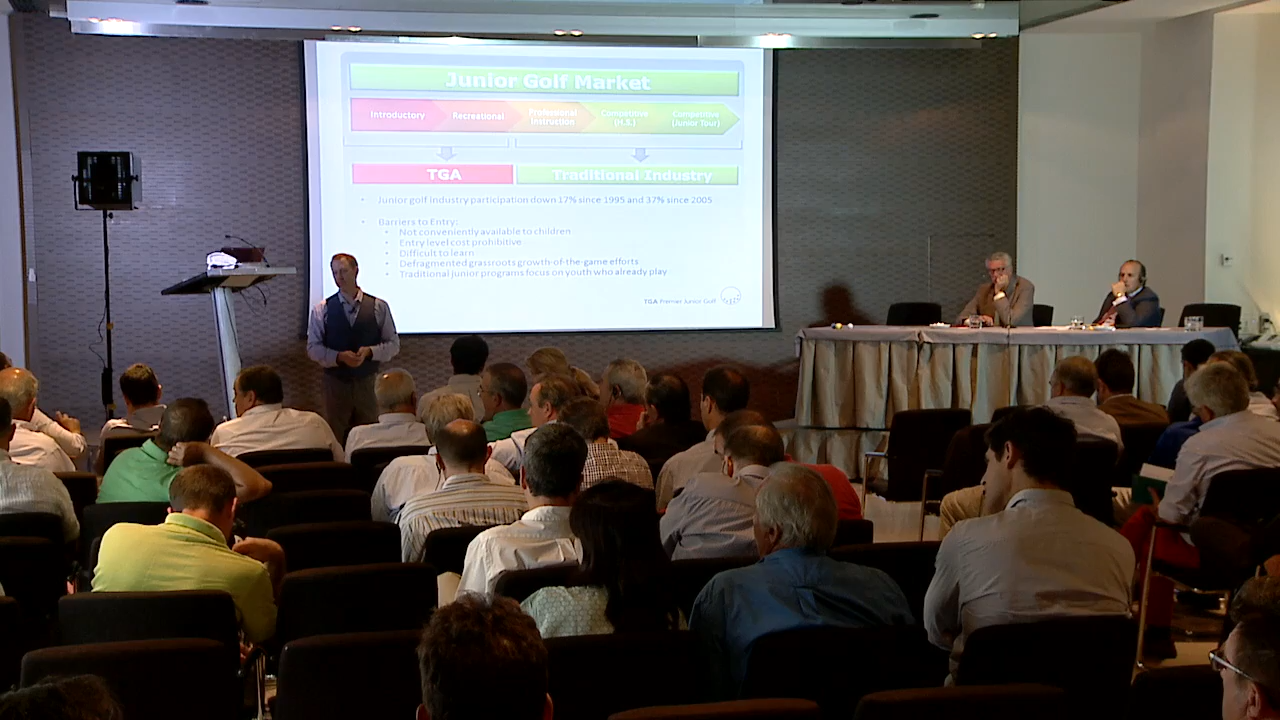 Junior Golf Market
Introductory
Recreational
Professional
Instruction
Competitive
(H.S.)
Competitive
(Junior Tour)
TGA
Traditional Industry
• Junior golf industry participation down 17% since 1995 and 37% since 2005
• Barriers to Entry:
• Not conveniently available to children
• Entry level cost prohibitive
• Difficult to learn
• Defragmented grassroots growth-of-the-game efforts
• Traditional junior programs focus on youth who already play
TGA Premier Junior Golf